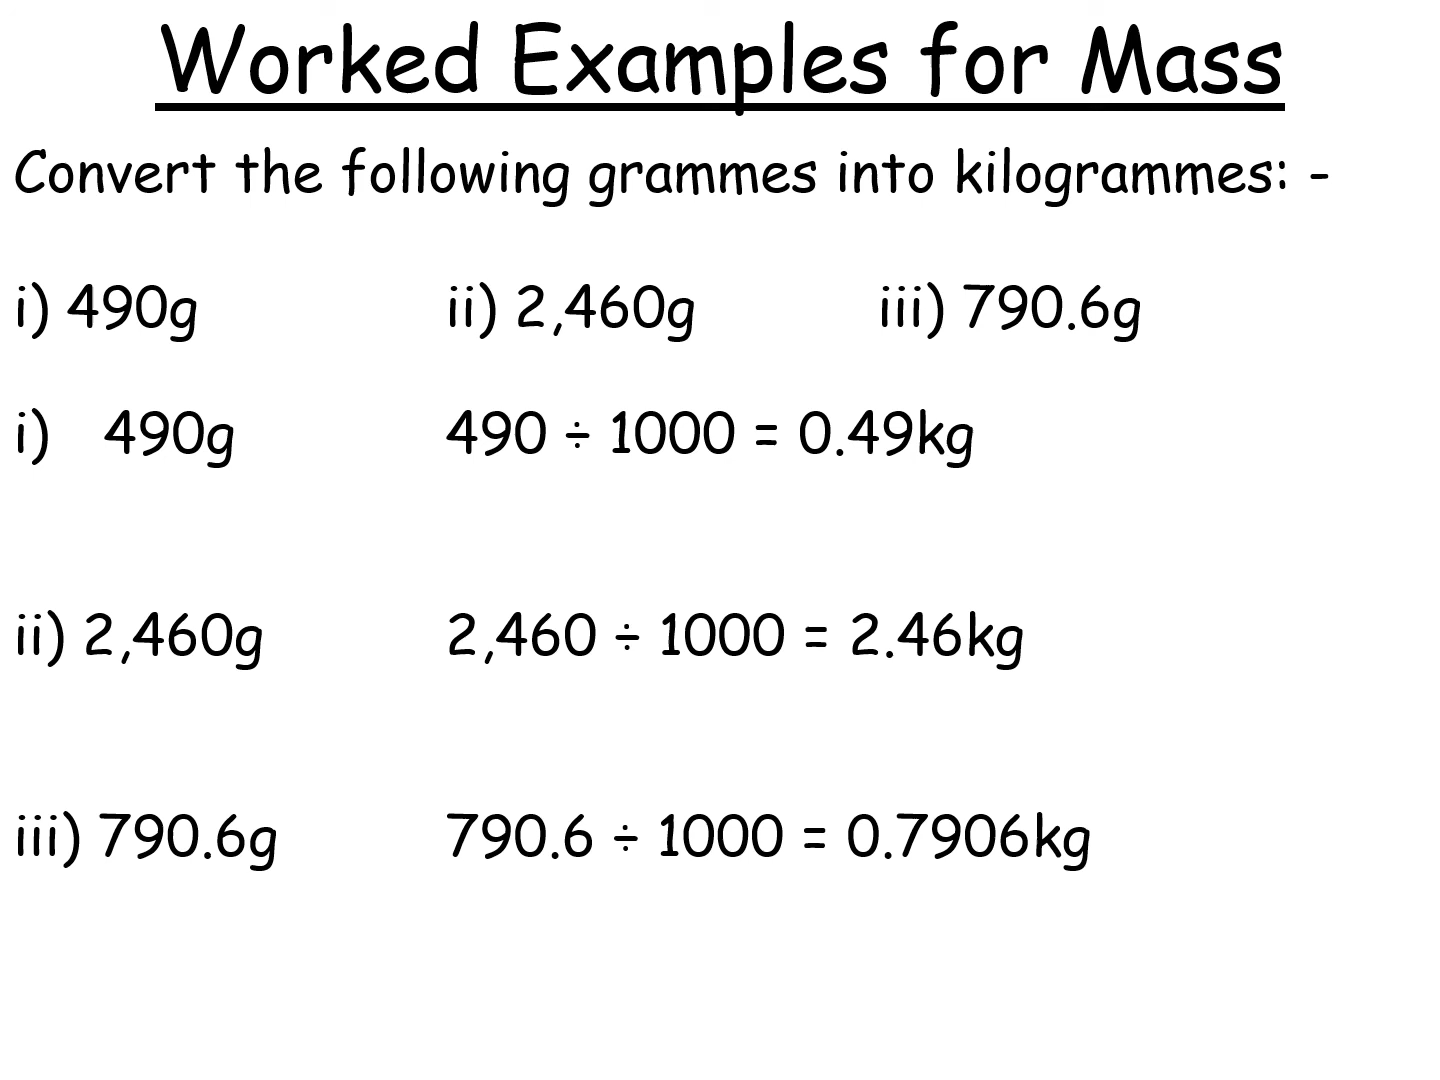 Worked Examples for Mass
Convert the following grammes into kilogrammes: -
i) 490g ii) 2,460g iii) 790.6g
i) 490g 490 ÷ 1000 = 0.49kg
ii) 2,460g 2,460 ÷ 1000 = 2.46kg
iii) 790.6g 790.6 ÷ 1000 = 0.7906kg